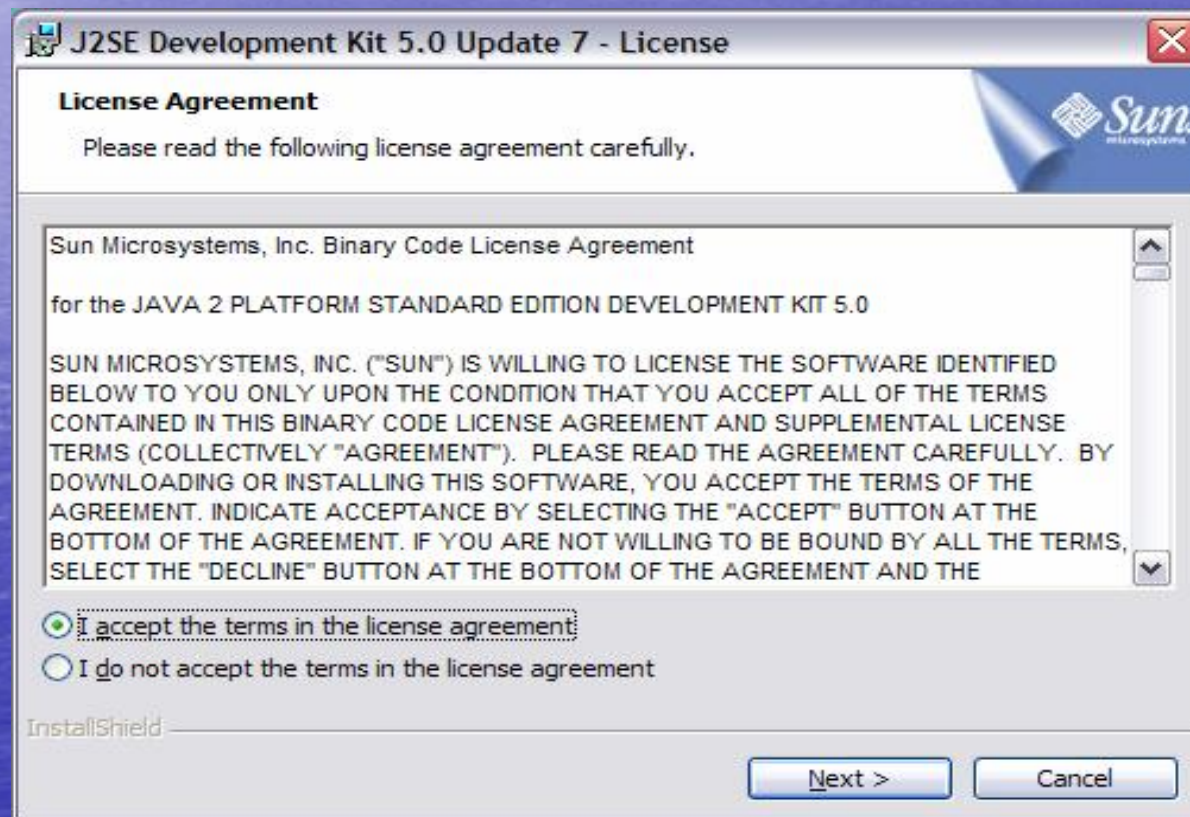 J2SE Development Kit 5.0 Update 7 - License
License Agreement
Please read the following license agreement carefully.
Sun
microsystems
Sun Microsystems, Inc. Binary Code License Agreement
for the JAVA 2 PLATFORM STANDARD EDITION DEVELOPMENT KIT 5.0
SUN MICROSYSTEMS, INC. ("SUN") IS WILLING TO LICENSE THE SOFTWARE IDENTIFIED
BELOW TO YOU ONLY UPON THE CONDITION THAT YOU ACCEPT ALL OF THE TERMS
CONTAINED IN THIS BINARY CODE LICENSE AGREEMENT AND SUPPLEMENTAL LICENSE
TERMS (COLLECTIVELY "AGREEMENT").  PLEASE READ THE AGREEMENT CAREFULLY.  BY
DOWNLOADING OR INSTALLING THIS SOFTWARE, YOU ACCEPT THE TERMS OF THE
AGREEMENT. INDICATE ACCEPTANCE BY SELECTING THE "ACCEPT" BUTTON AT THE
BOTTOM OF THE AGREEMENT. IF YOU ARE NOT WILLING TO BE BOUND BY ALL THE TERMS,
SELECT THE "DECLINE" BUTTON AT THE BOTTOM OF THE AGREEMENT AND THE
I accept the terms in the license agreement
I do not accept the terms in the license agreement
InstallShield
Next >
Cancel